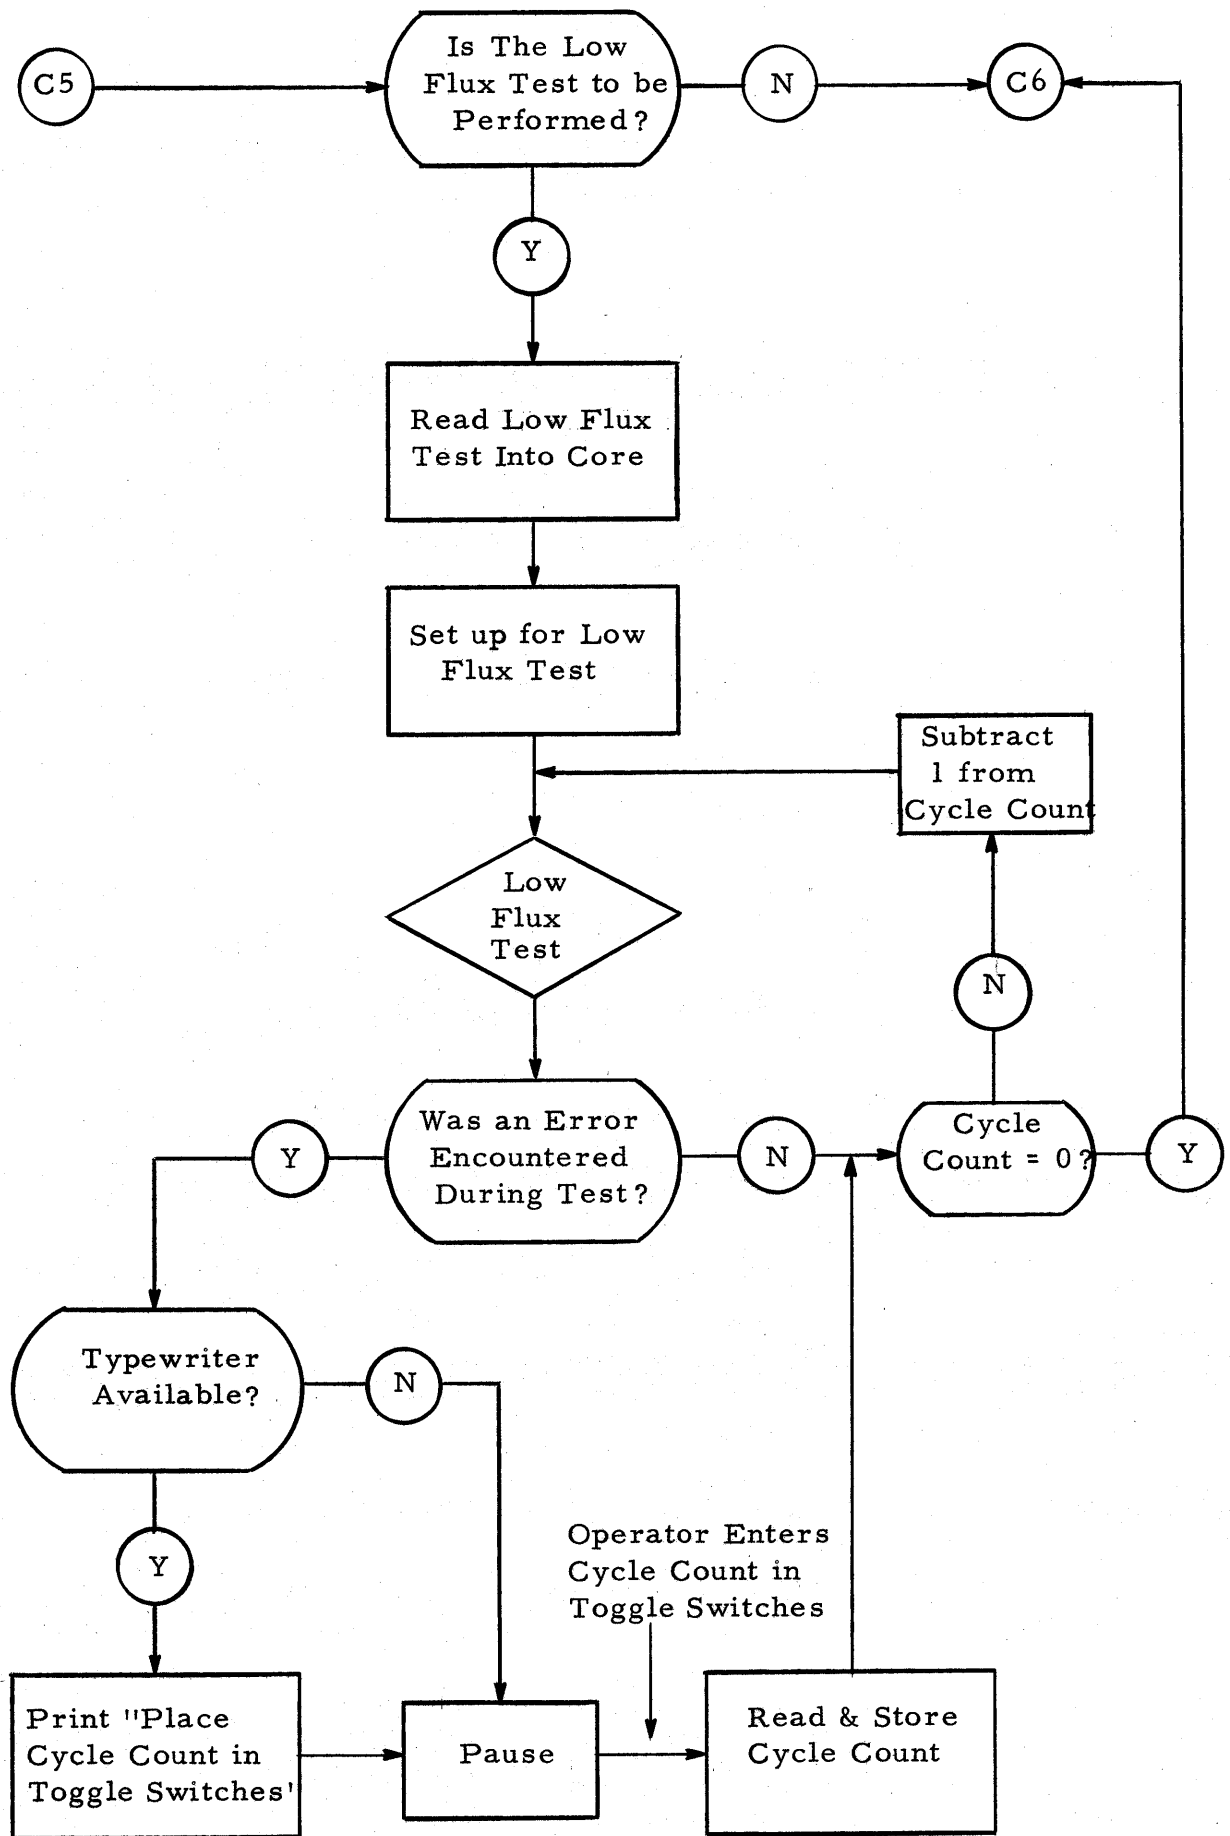 C5
Is The Low
Flux Test to be
Performed?
N
C6
Y
Read Low Flux
Test Into Core
Set up for Low
Flux Test
Subtract
1 from
Cycle Count
Low
Flux
Test
N
Was an Error
Encountered
During Test?
Y
N
Cycle
Count = 0?
Y
Typewriter
Available?
N
Y
Operator Enters
Cycle Count in
Toggle Switches
Print "Place
Cycle Count in
Toggle Switches'
Pause
Read & Store
Cycle Count